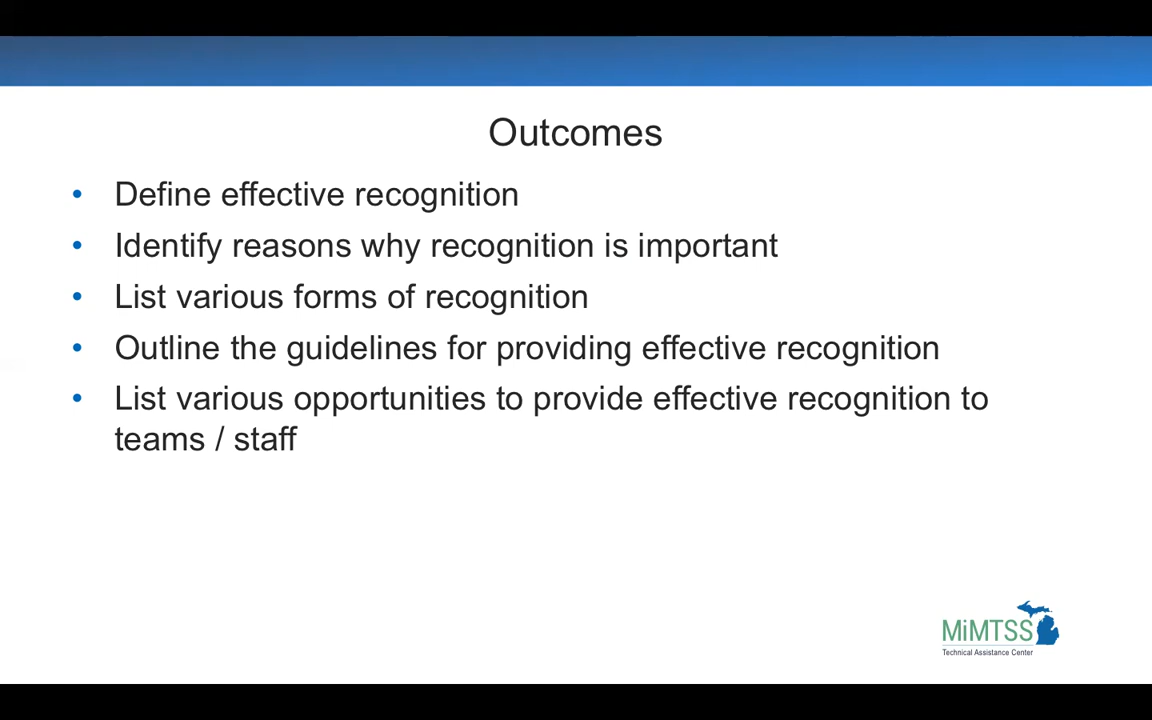 Outcomes
• Define effective recognition
• Identify reasons why recognition is important
• List various forms of recognition
• Outline the guidelines for providing effective recognition
• List various opportunities to provide effective recognition to
teams / staff
MiMTSS
Technical Assistance Center